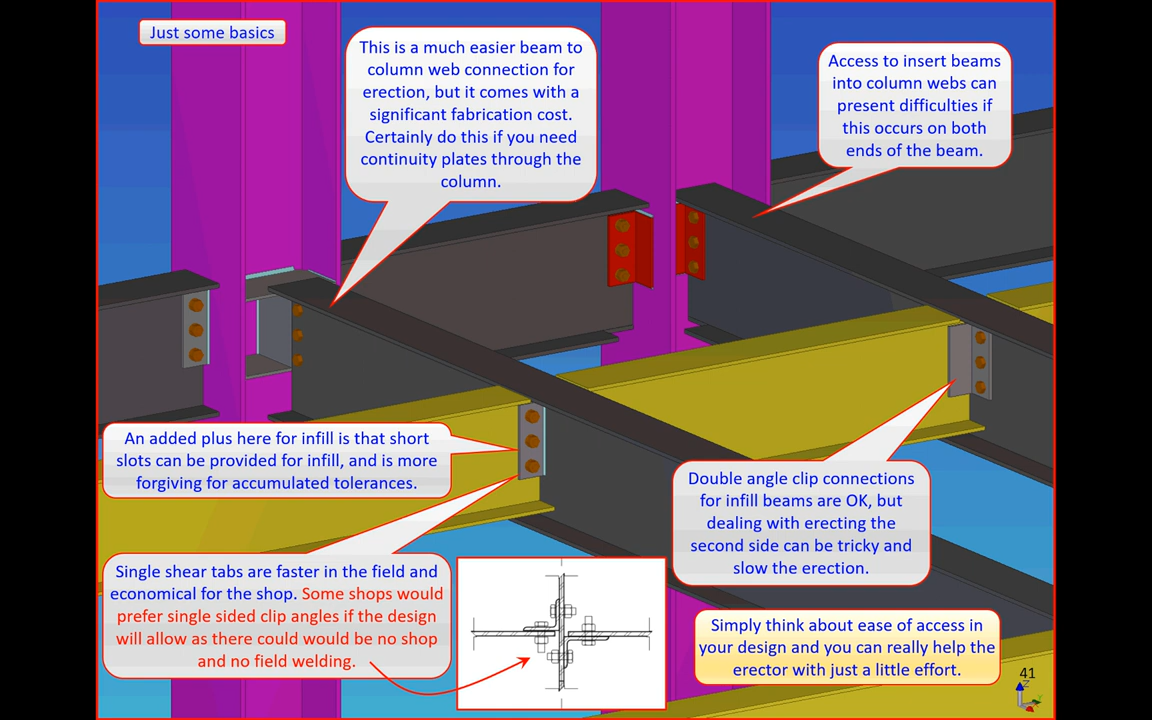 Just some basics
This is a much easier beam to
column web connection for
erection, but it comes with a
significant fabrication cost.
Certainly do this if you need
continuity plates through the
column.
Access to insert beams
into column webs can
present difficulties if
this occurs on both
ends of the beam.
An added plus here for infill is that short
slots can be provided for infill, and is more
forgiving for accumulated tolerances.
Single shear tabs are faster in the field and
economical for the shop. Some shops would
prefer single sided clip angles if the design
will allow as there could would be no shop
and no field welding.
Double angle clip connections
for infill beams are OK, but
dealing with erecting the
second side can be tricky and
slow the erection.
Simply think about ease of access in
your design and you can really help the
erector with just a little effort.
41
Z